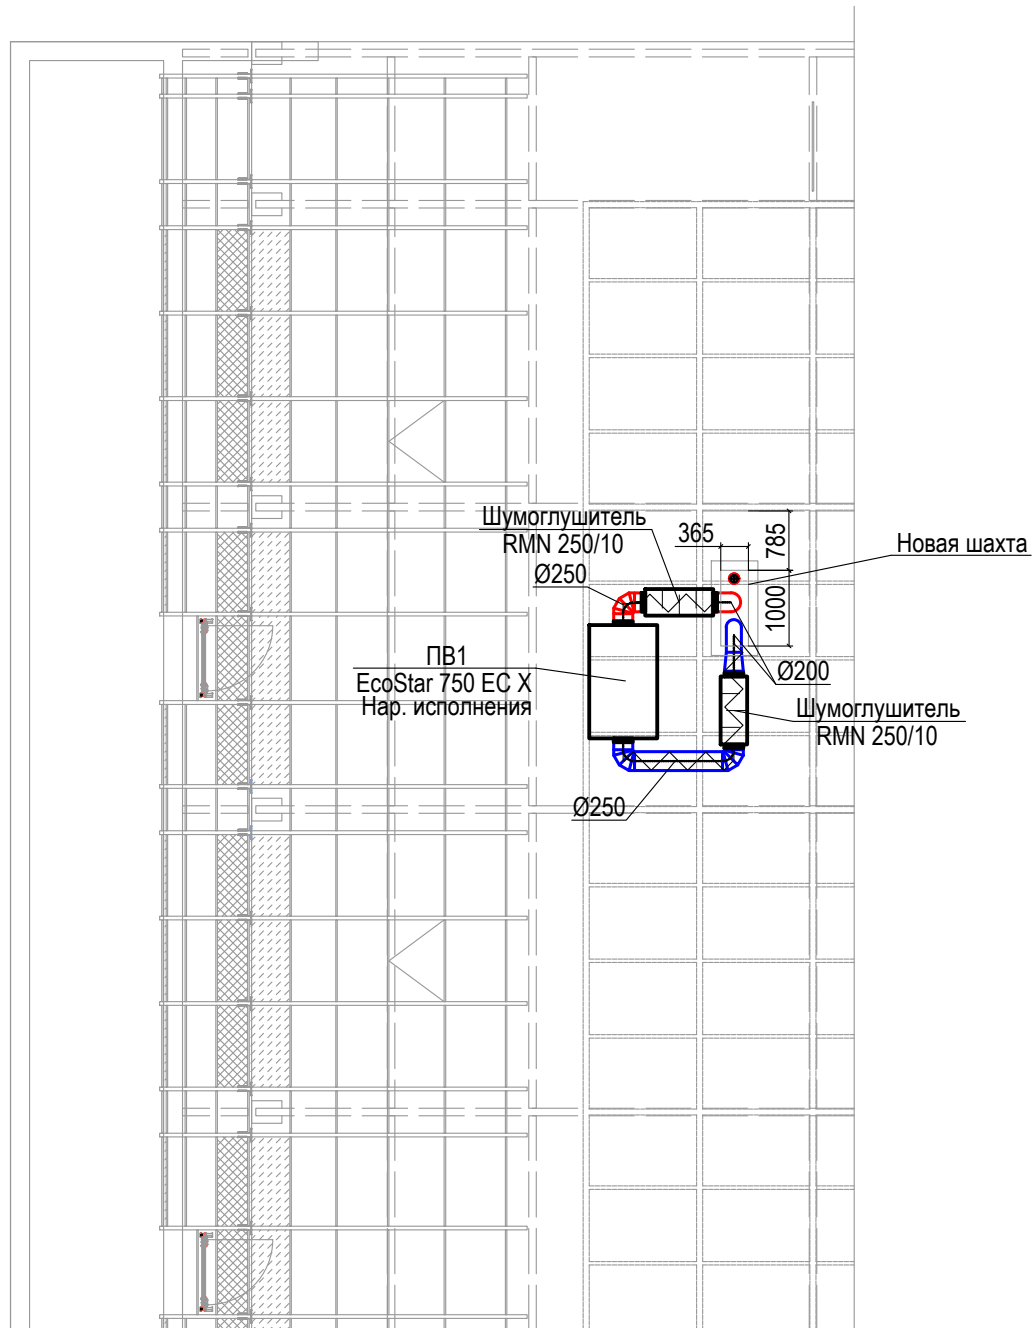 Шумоглушитель
RMN 250/10
365
785
Новая шахта
Ø250
1000
ПВ1
EcoStar 750 EC X
Нар. исполнения
Ø200
Шумоглушитель
RMN 250/10
Ø250